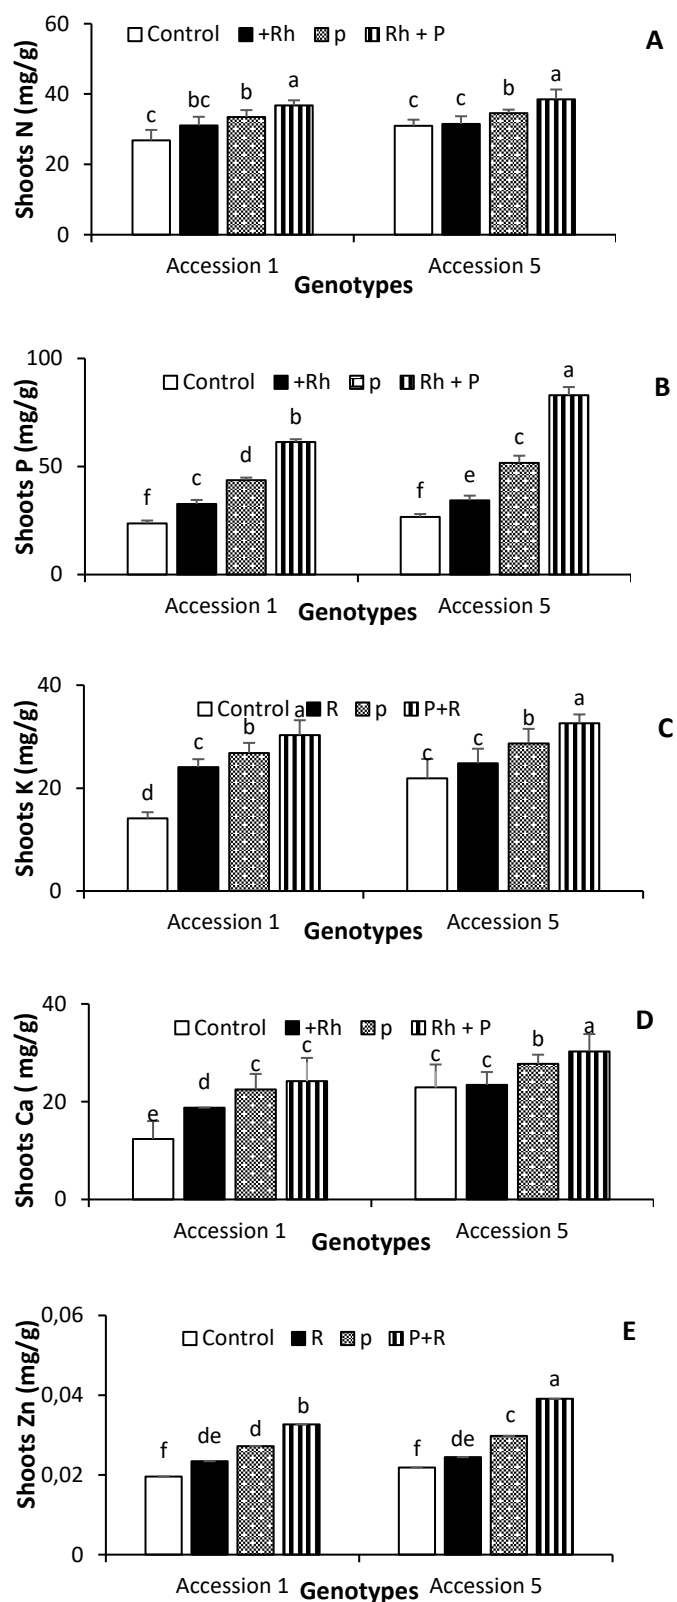 60
Control +Rh p Rh + P
A
a
a
bc
b
b
40
c
c
c
20
0
Shoots N (mg/g)
Accession 1
Accession 5
Genotypes
100
a
Control +Rh p Rh + P
B
b
c
d
50
c
e
f
f
0
Shoots P (mg/g)
Accession 1
Accession 5
Genotypes
40
Control R p P+R
a
a
C
b
b
c
c
c
20
d
0
Shoots K (mg/g)
Accession 1
Accession 5
Genotypes
40
Control +Rh p Rh + P
D
c
a
b
c
c
c
d
20
e
0
Shoots Ca ( mg/g)
Accession 1
Accession 5
Genotypes
0,06
Control R p P+R
E
a
0,04
b
c
d
de
de
f
f
0,02
0
Shoots Zn (mg/g)
Accession 1
Accession 5
Genotypes